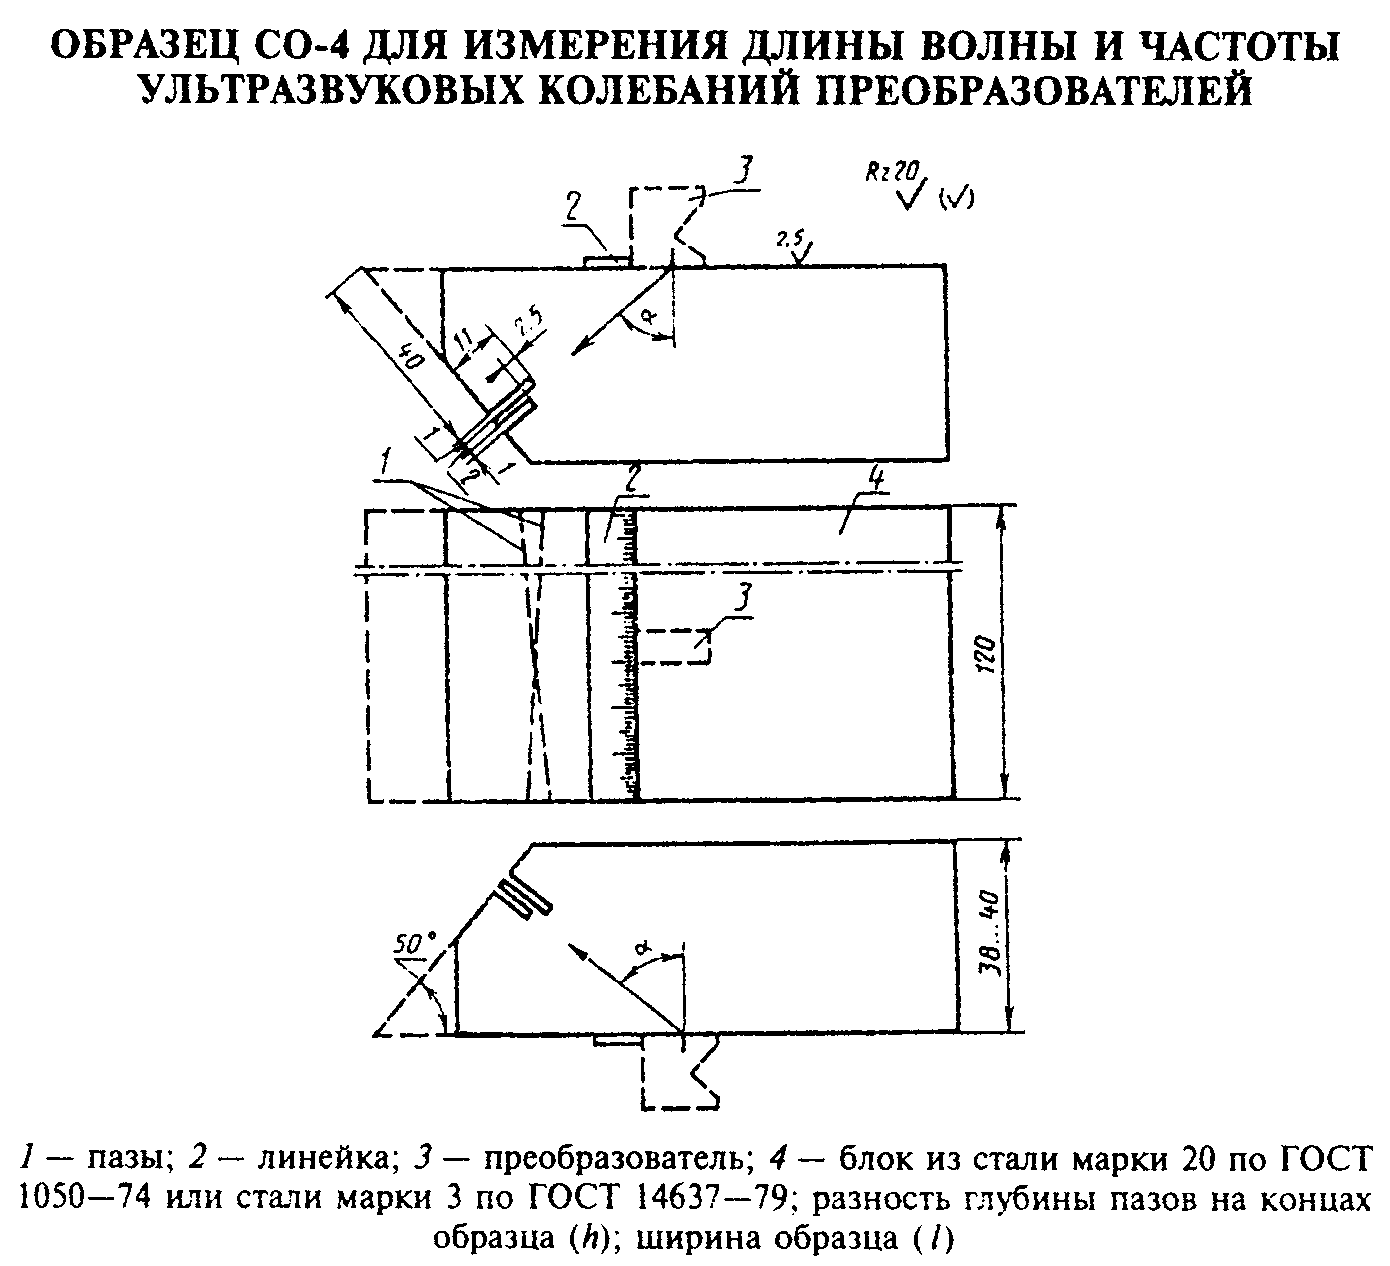 ОБРАЗЕЦ СО-4 ДЛЯ ИЗМЕРЕНИЯ ДЛИНЫ ВОЛНЫ И ЧАСТОТЫ
УЛЬТРАЗВУКОВЫХ КОЛЕБАНИЙ ПРЕОБРАЗОВАТЕЛЕЙ
3
Rz20
(√)
2
2,5
α
2,5
11
40
1
2
1
1
2
4
3
120
50°
α
38...40
1 — пазы; 2 — линейка; 3 — преобразователь; 4 — блок из стали марки 20 по ГОСТ
1050—74 или стали марки 3 по ГОСТ 14637—79; разность глубины пазов на концах
образца (h); ширина образца (l)